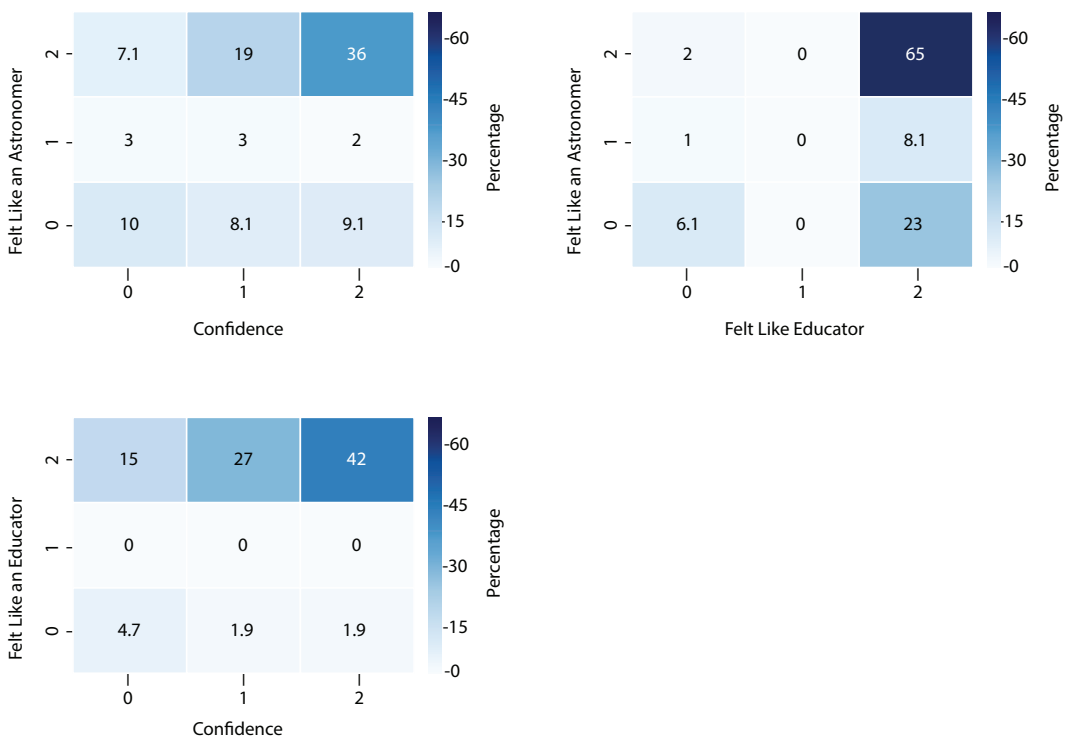 Felt Like an Astronomer
2 - 7.1 19 36
1 - 3 3 2
0 - 10 8.1 9.1
0 1 2
Confidence
-60
-45
-30
-15
-0
Percentage
Felt Like an Astronomer
2 - 2 0 65
1 - 1 0 8.1
0 - 6.1 0 23
0 1 2
Felt Like Educator
-60
-45
-30
-15
-0
Percentage
Felt Like an Educator
2 - 15 27 42
1 - 0 0 0
0 - 4.7 1.9 1.9
0 1 2
Confidence
-60
-45
-30
-15
-0
Percentage